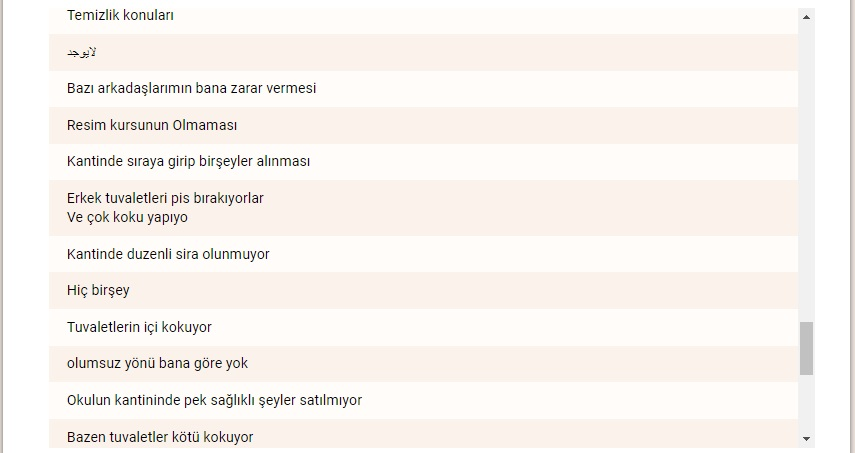 Temizlik konuları
لايوجد
Bazı arkadaşlarımın bana zarar vermesi
Resim kursunun Olmaması
Kantinde sıraya girip birşeyler alınması
Erkek tuvaletleri pis bırakıyorlar
Ve çok koku yapıyo
Kantinde duzenli sira olunmuyor
Hiç birşey
Tuvaletlerin içi kokuyor
olumsuz yönü bana göre yok
Okulun kantininde pek sağlıklı şeyler satılmıyor
Bazen tuvaletler kötü kokuyor